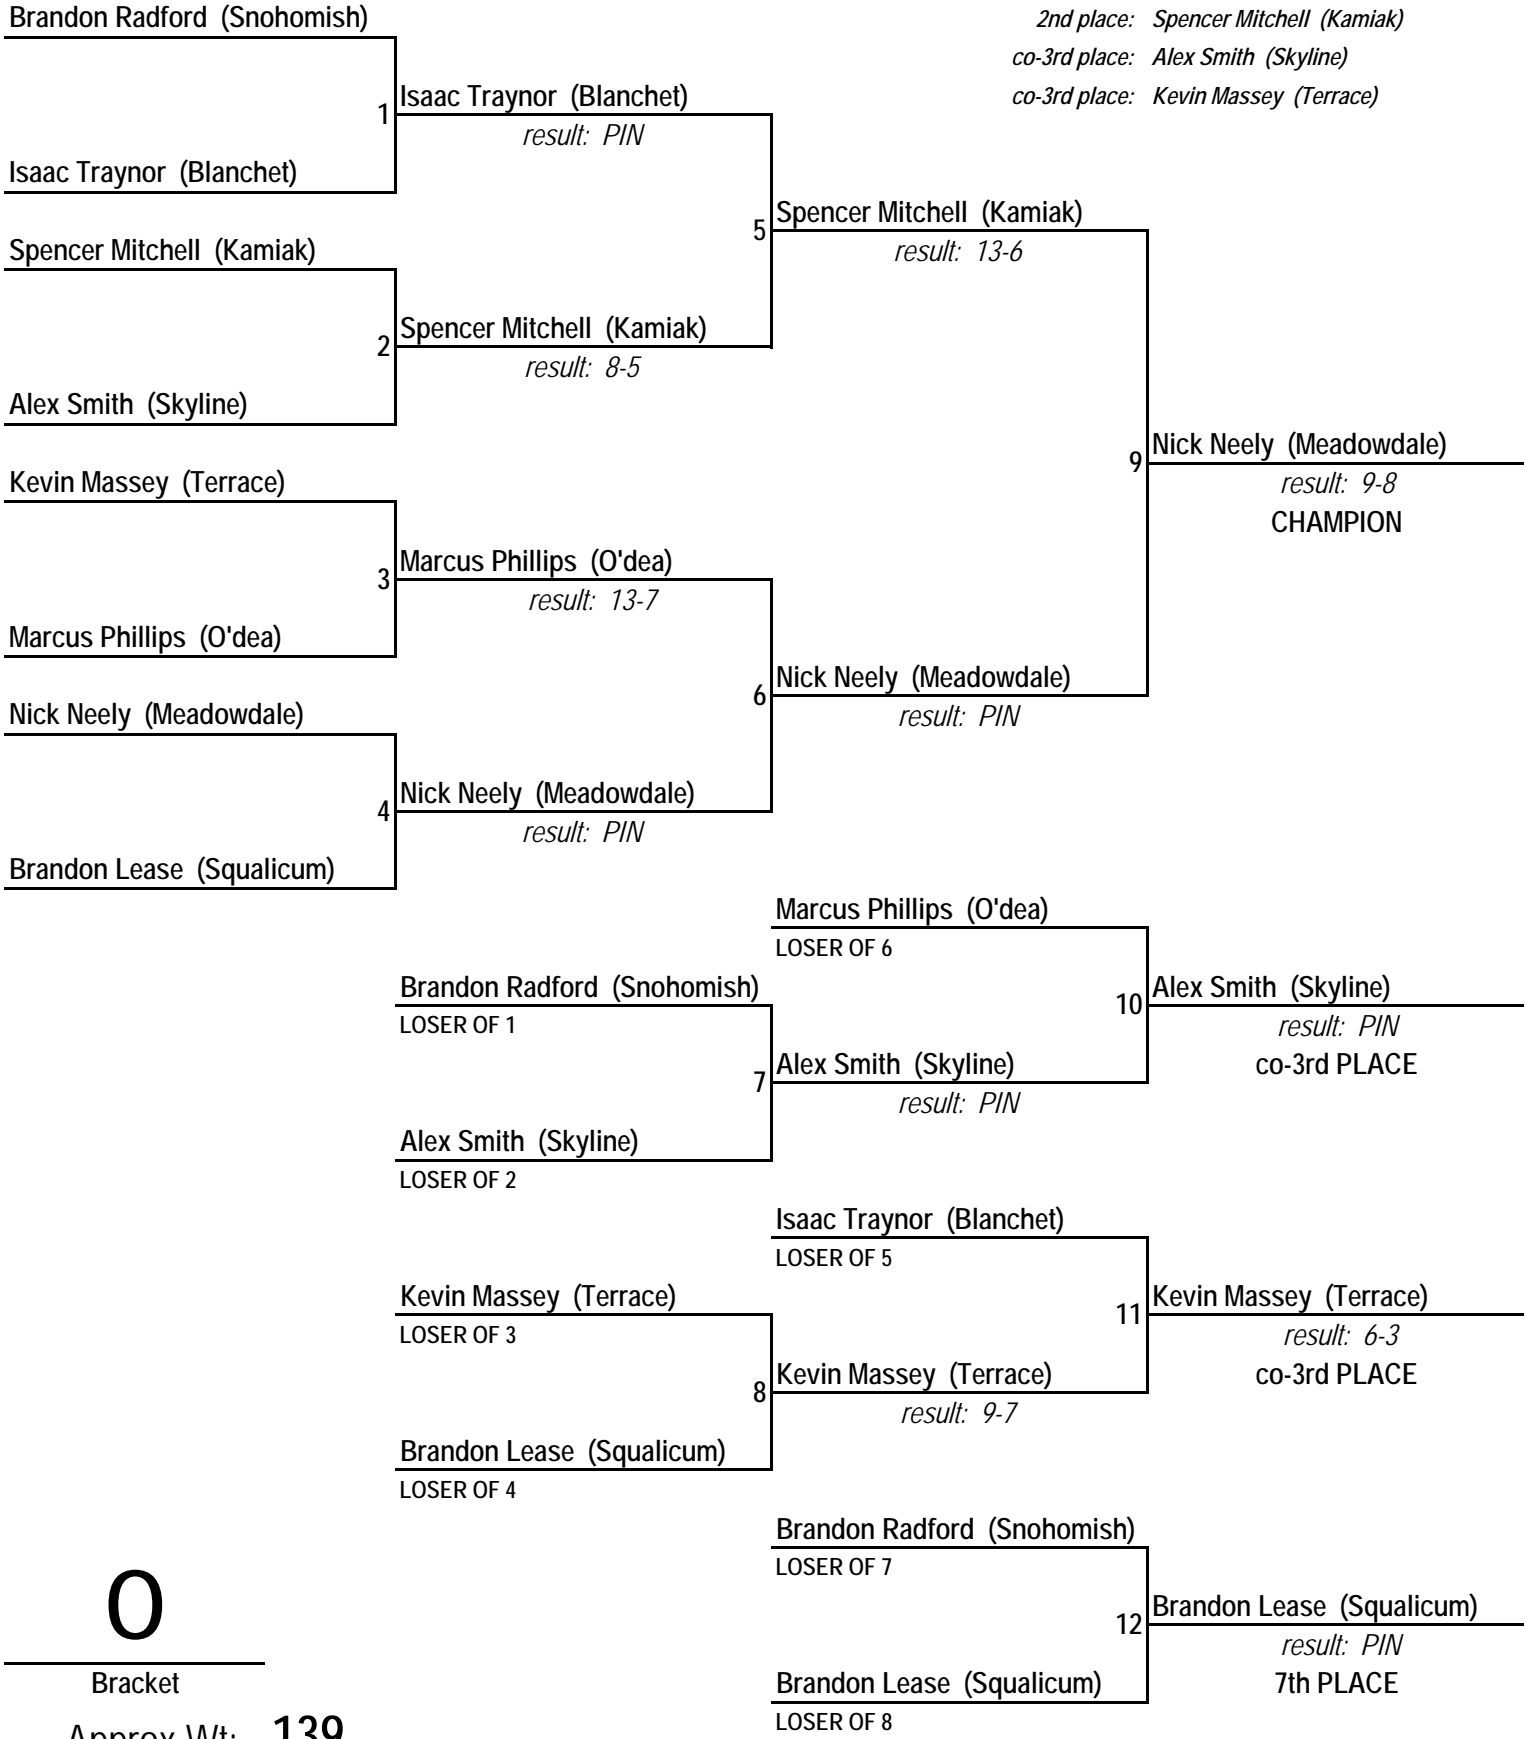 Brandon Radford (Snohomish)
2nd place: Spencer Mitchell (Kamiak)
co-3rd place: Alex Smith (Skyline)
co-3rd place: Kevin Massey (Terrace)
1 Isaac Traynor (Blanchet)
result: PIN
Isaac Traynor (Blanchet)
5 Spencer Mitchell (Kamiak)
result: 13-6
Spencer Mitchell (Kamiak)
2 Spencer Mitchell (Kamiak)
result: 8-5
Alex Smith (Skyline)
9 Nick Neely (Meadowdale)
result: 9-8
CHAMPION
Kevin Massey (Terrace)
3 Marcus Phillips (O'dea)
result: 13-7
Marcus Phillips (O'dea)
6 Nick Neely (Meadowdale)
result: PIN
Nick Neely (Meadowdale)
4 Nick Neely (Meadowdale)
result: PIN
Brandon Lease (Squalicum)
Marcus Phillips (O'dea)
LOSER OF 6
Brandon Radford (Snohomish)
LOSER OF 1
10 Alex Smith (Skyline)
result: PIN
co-3rd PLACE
7 Alex Smith (Skyline)
result: PIN
Alex Smith (Skyline)
LOSER OF 2
Isaac Traynor (Blanchet)
LOSER OF 5
Kevin Massey (Terrace)
LOSER OF 3
11 Kevin Massey (Terrace)
result: 6-3
co-3rd PLACE
8 Kevin Massey (Terrace)
result: 9-7
Brandon Lease (Squalicum)
LOSER OF 4
Brandon Radford (Snohomish)
LOSER OF 7
12 Brandon Lease (Squalicum)
result: PIN
7th PLACE
Brandon Lease (Squalicum)
LOSER OF 8
O
Bracket
Approx Wt: 139